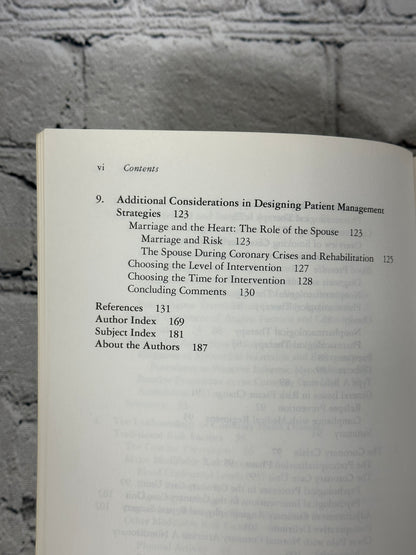 vi Contents
9. Additional Considerations in Designing Patient Management
Strategies 123
Marriage and the Heart: The Role of the Spouse 123
Marriage and Risk 123
The Spouse During Coronary Crises and Rehabilitation 125
Choosing the Level of Intervention 127
Choosing the Time for Intervention 128
Concluding Comments 130
References 131
Author Index 169
Subject Index 181
About the Authors 187